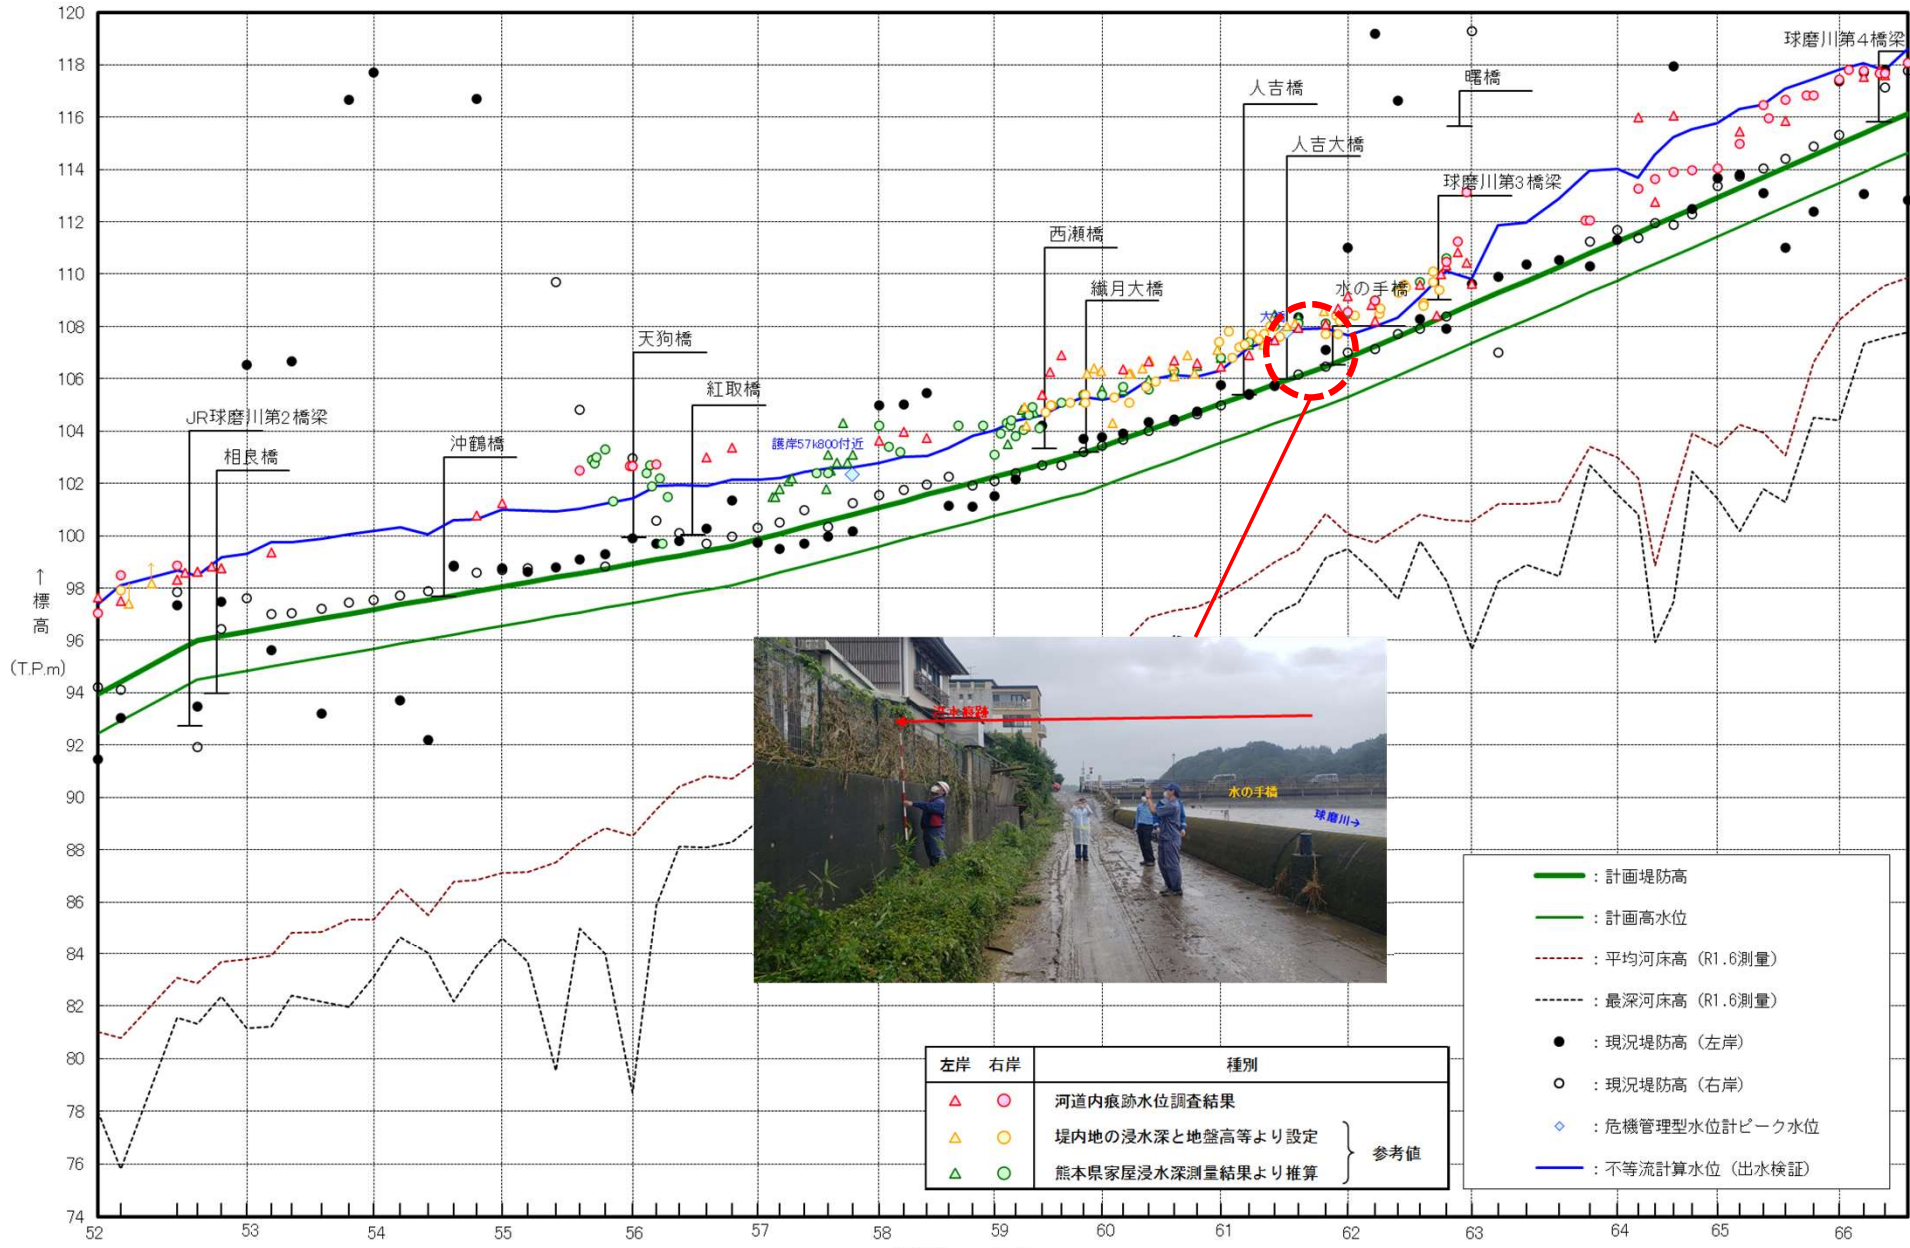 120
118
116
114
112
110
108
106
104
102
100
98
96
94
92
90
88
86
84
82
80
78
76
74
↑
標
高
(T.P.m)
52
53
54
55
56
57
58
59
60
61
62
63
64
65
66
JR球磨川第2橋梁
相良橋
沖鶴橋
天狗橋
紅取橋
護岸57k800付近
西瀬橋
繊月大橋
人吉橋
人吉大橋
水の手橋
球磨川第3橋梁
曙橋
球磨川第4橋梁
水の手橋
球磨川→
左岸 右岸 種別
河道内痕跡水位調査結果
堤内地の浸水深と地盤高等より設定
熊本県家屋浸水深測量結果より推算
参考値
：計画堤防高
：計画高水位
：平均河床高（R1.6測量）
：最深河床高（R1.6測量）
：現況堤防高（左岸）
：現況堤防高（右岸）
：危機管理型水位計ピーク水位
：不等流計算水位（出水検証）